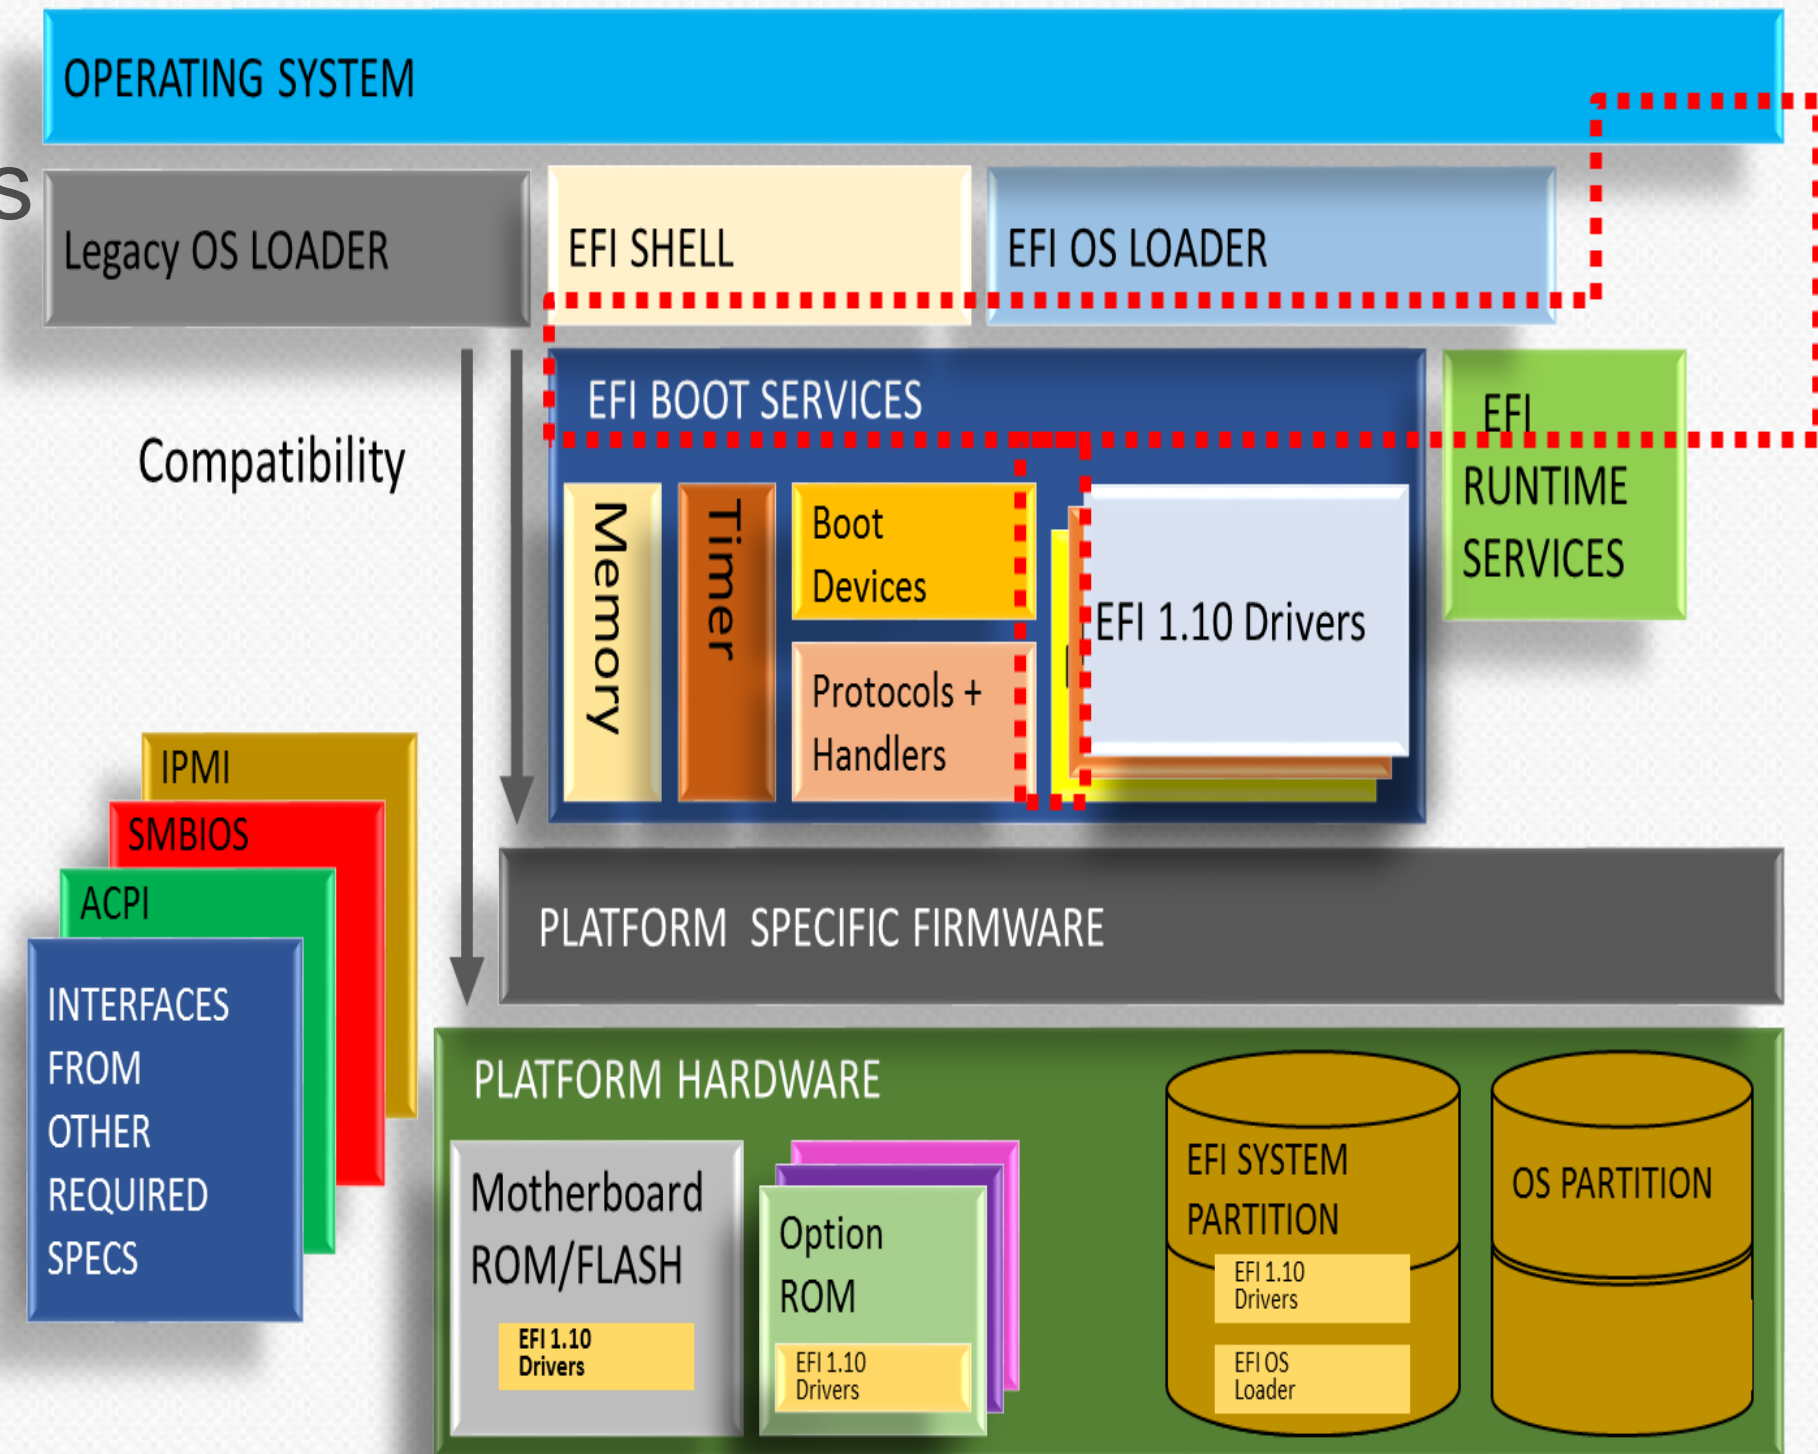 OPERATING SYSTEM
s
Legacy OS LOADER
EFI SHELL
EFI OS LOADER
EFI BOOT SERVICES
EFI
RUNTIME
SERVICES
Compatibility
Memory
Timer
Boot
Devices
Protocols +
Handlers
EFI 1.10 Drivers
IPMI
SMBIOS
ACPI
INTERFACES
FROM
OTHER
REQUIRED
SPECS
PLATFORM SPECIFIC FIRMWARE
PLATFORM HARDWARE
Motherboard
ROM/FLASH
EFI 1.10
Drivers
Option
ROM
EFI 1.10
Drivers
EFI SYSTEM
PARTITION
EFI 1.10
Drivers
EFI OS
Loader
OS PARTITION